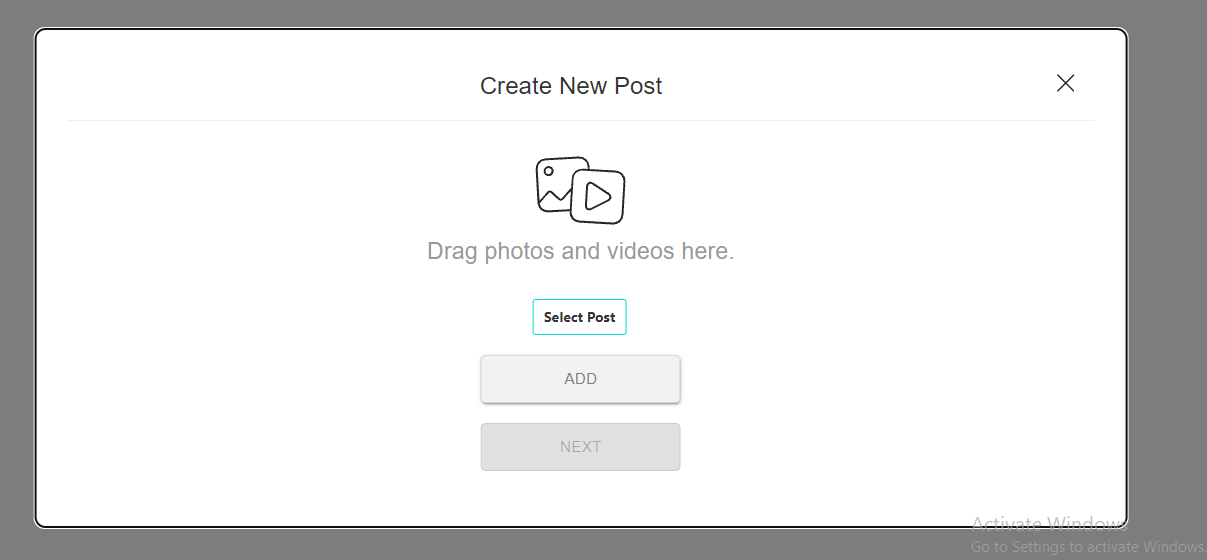 Create New Post
Drag photos and videos here.
Select Post
ADD
NEXT
Activate Windows
Go to Settings to activate Windows.